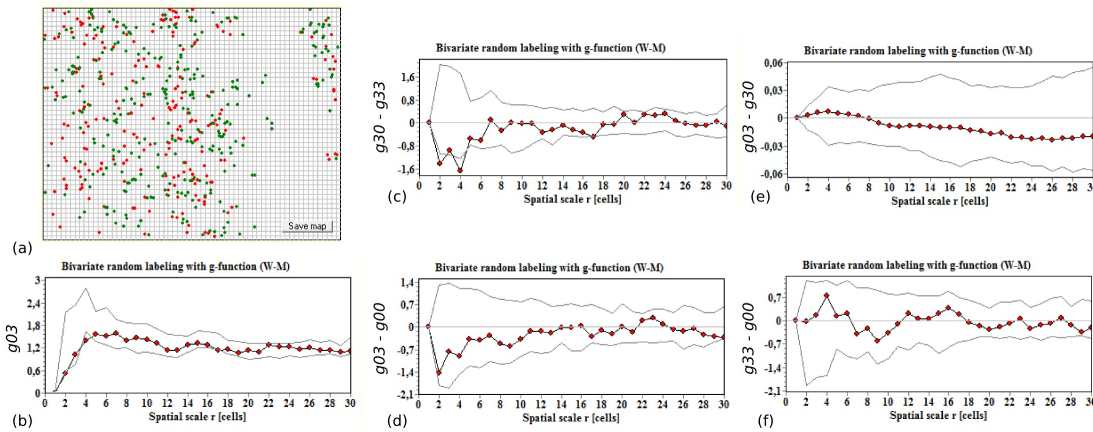 Save map
(a)
Bivariate random labeling with g-function (W-M)
g03
3
2,4
1,8
1,2
0,6
0
0 2 4 6 8 10 12 14 16 18 20 22 24 26 28 30
Spatial scale r [cells]
(b)
Bivariate random labeling with g-function (W-M)
g30 - g33
1,6
0,8
0
-0,8
-1,6
0 2 4 6 8 10 12 14 16 18 20 22 24 26 28 30
Spatial scale r [cells]
(c)
Bivariate random labeling with g-function (W-M)
g03 - g00
1,4
0,7
0
-0,7
-1,4
-2,1
0 2 4 6 8 10 12 14 16 18 20 22 24 26 28 30
Spatial scale r [cells]
(d)
Bivariate random labeling with g-function (W-M)
g03 - g30
0,06
0,03
0
-0,03
-0,06
0 2 4 6 8 10 12 14 16 18 20 22 24 26 28 30
Spatial scale r [cells]
(e)
Bivariate random labeling with g-function (W-M)
g33 - g00
0,7
0
-0,7
-1,4
-2,1
0 2 4 6 8 10 12 14 16 18 20 22 24 26 28 30
Spatial scale r [cells]
(f)